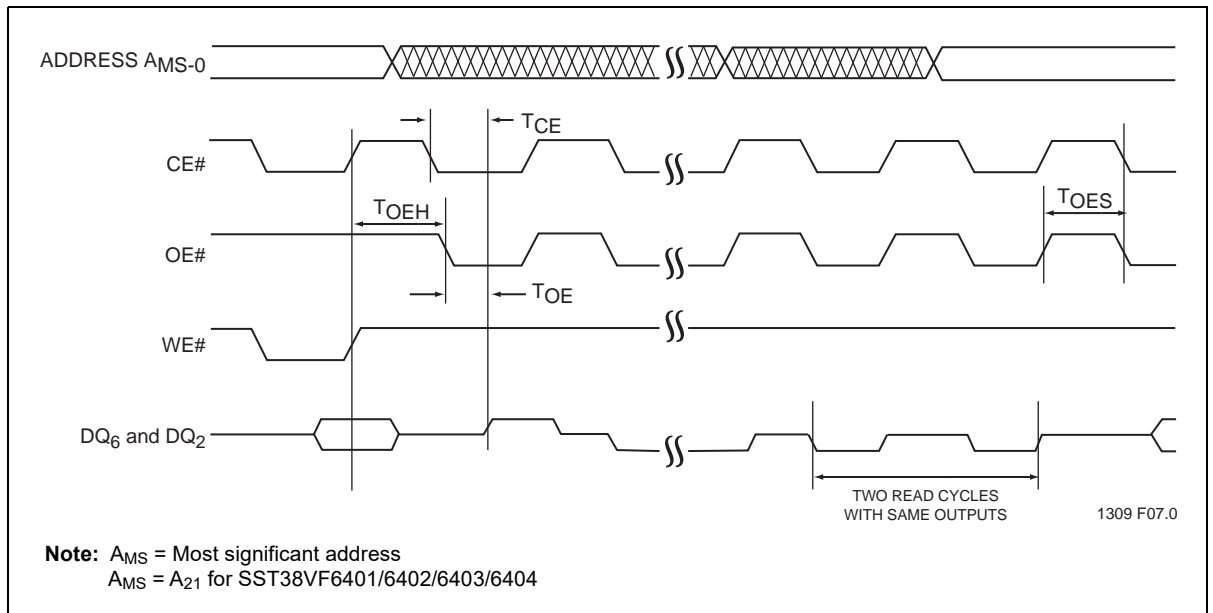 ADDRESS AMS-0
TCE
CE#
TOEH
TOES
OE#
TOE
WE#
DQ6 and DQ2
TWO READ CYCLES
WITH SAME OUTPUTS
1309 F07.0
Note: AMS = Most significant address
AMS = A21 for SST38VF6401/6402/6403/6404